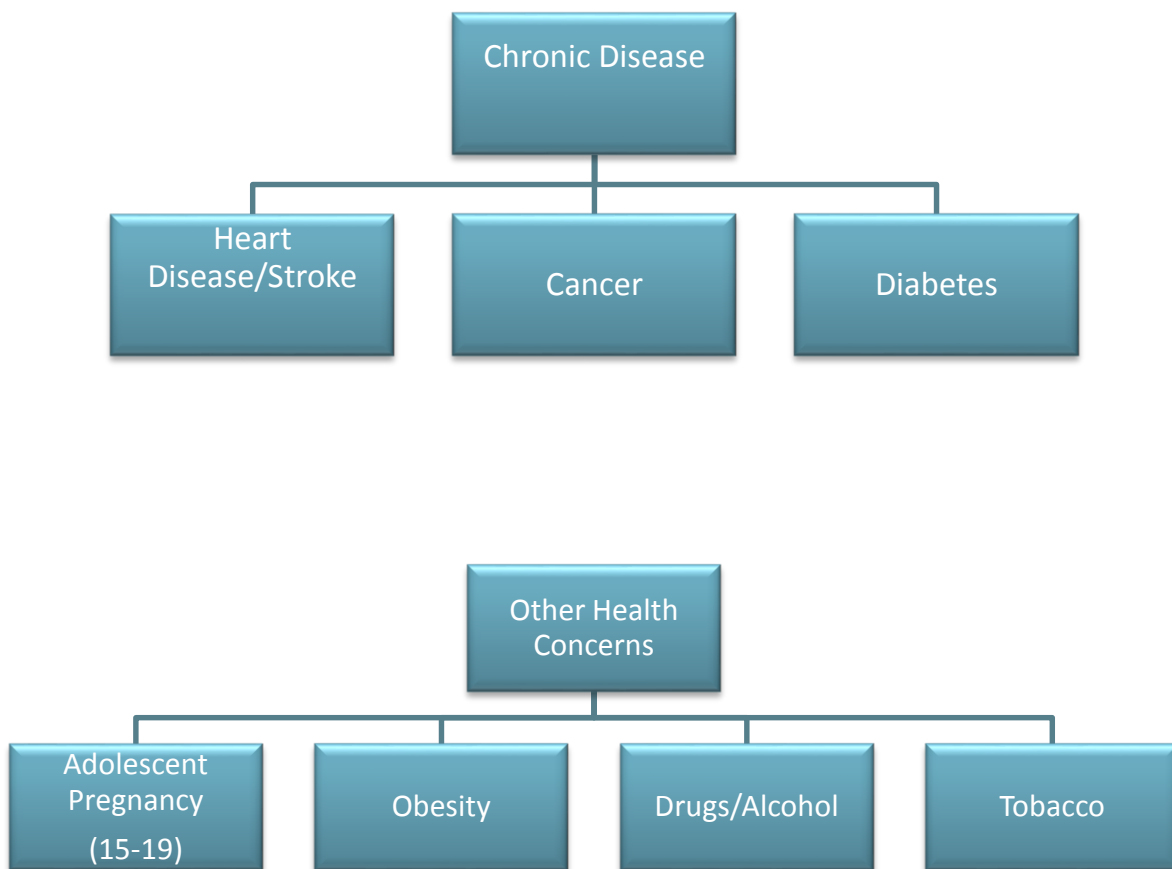 Chronic Disease
Heart
Disease/Stroke
Cancer
Diabetes
Other Health
Concerns
Adolescent
Pregnancy
(15-19)
Obesity
Drugs/Alcohol
Tobacco